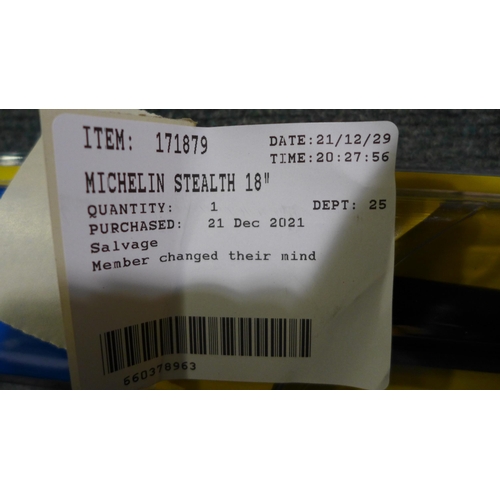 ITEM: 171879 DATE:21/12/29
TIME:20:27:56
MICHELIN STEALTH 18"
QUANTITY: 1 DEPT: 25
PURCHASED: 21 Dec 2021
Salvage
Member changed their mind
660378963